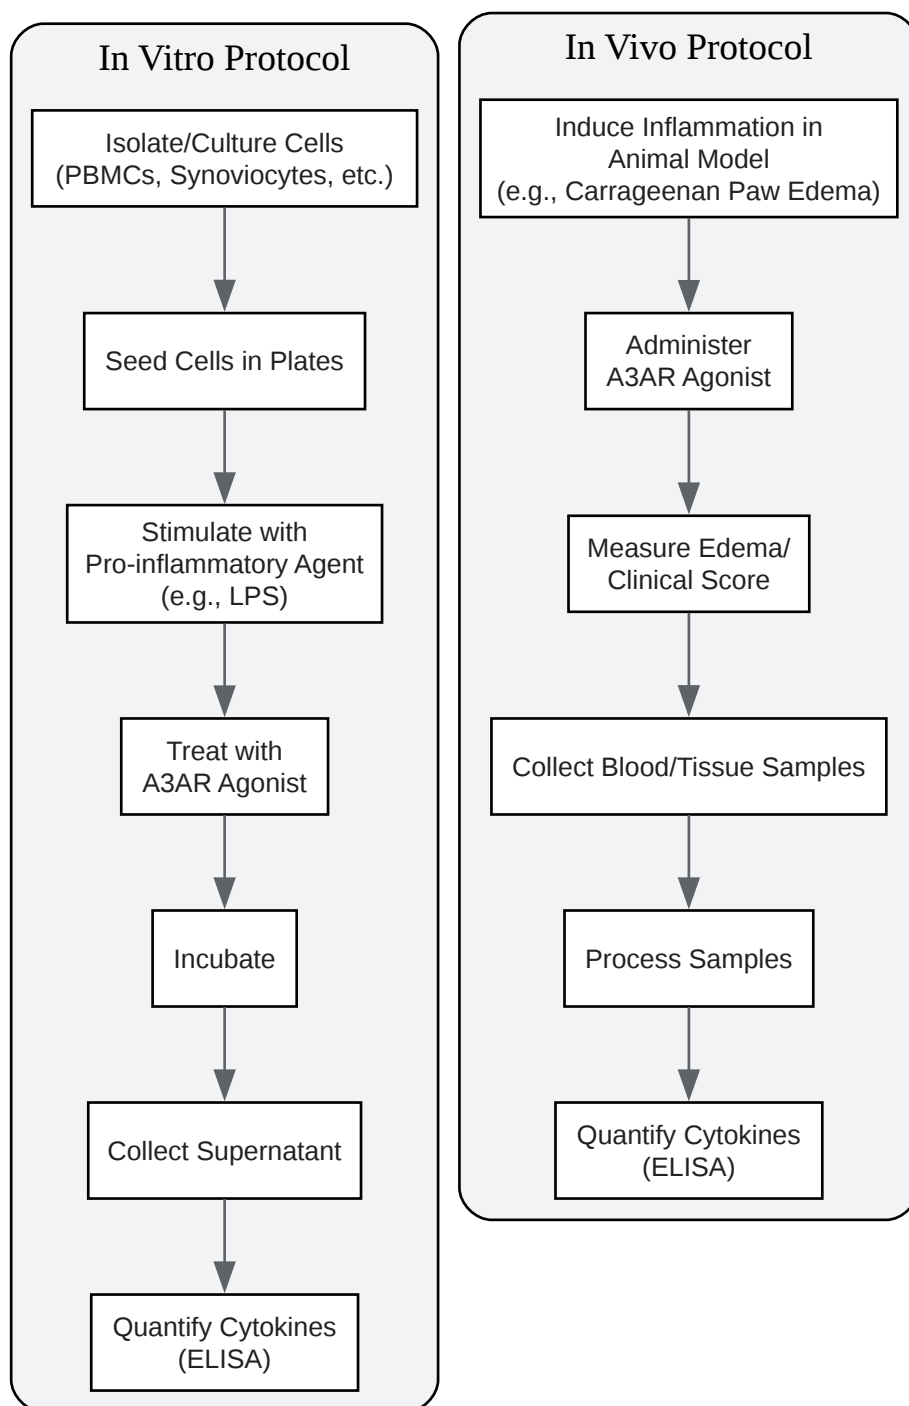 In Vitro Protocol
Isolate/Culture Cells
(PBMCs, Synoviocytes, etc.)
Seed Cells in Plates
Stimulate with
Pro-inflammatory Agent
(e.g., LPS)
Treat with
A3AR Agonist
Incubate
Collect Supernatant
Quantify Cytokines
(ELISA)
In Vivo Protocol
Induce Inflammation in
Animal Model
(e.g., Carrageenan Paw Edema)
Administer
A3AR Agonist
Measure Edema/
Clinical Score
Collect Blood/Tissue Samples
Process Samples
Quantify Cytokines
(ELISA)